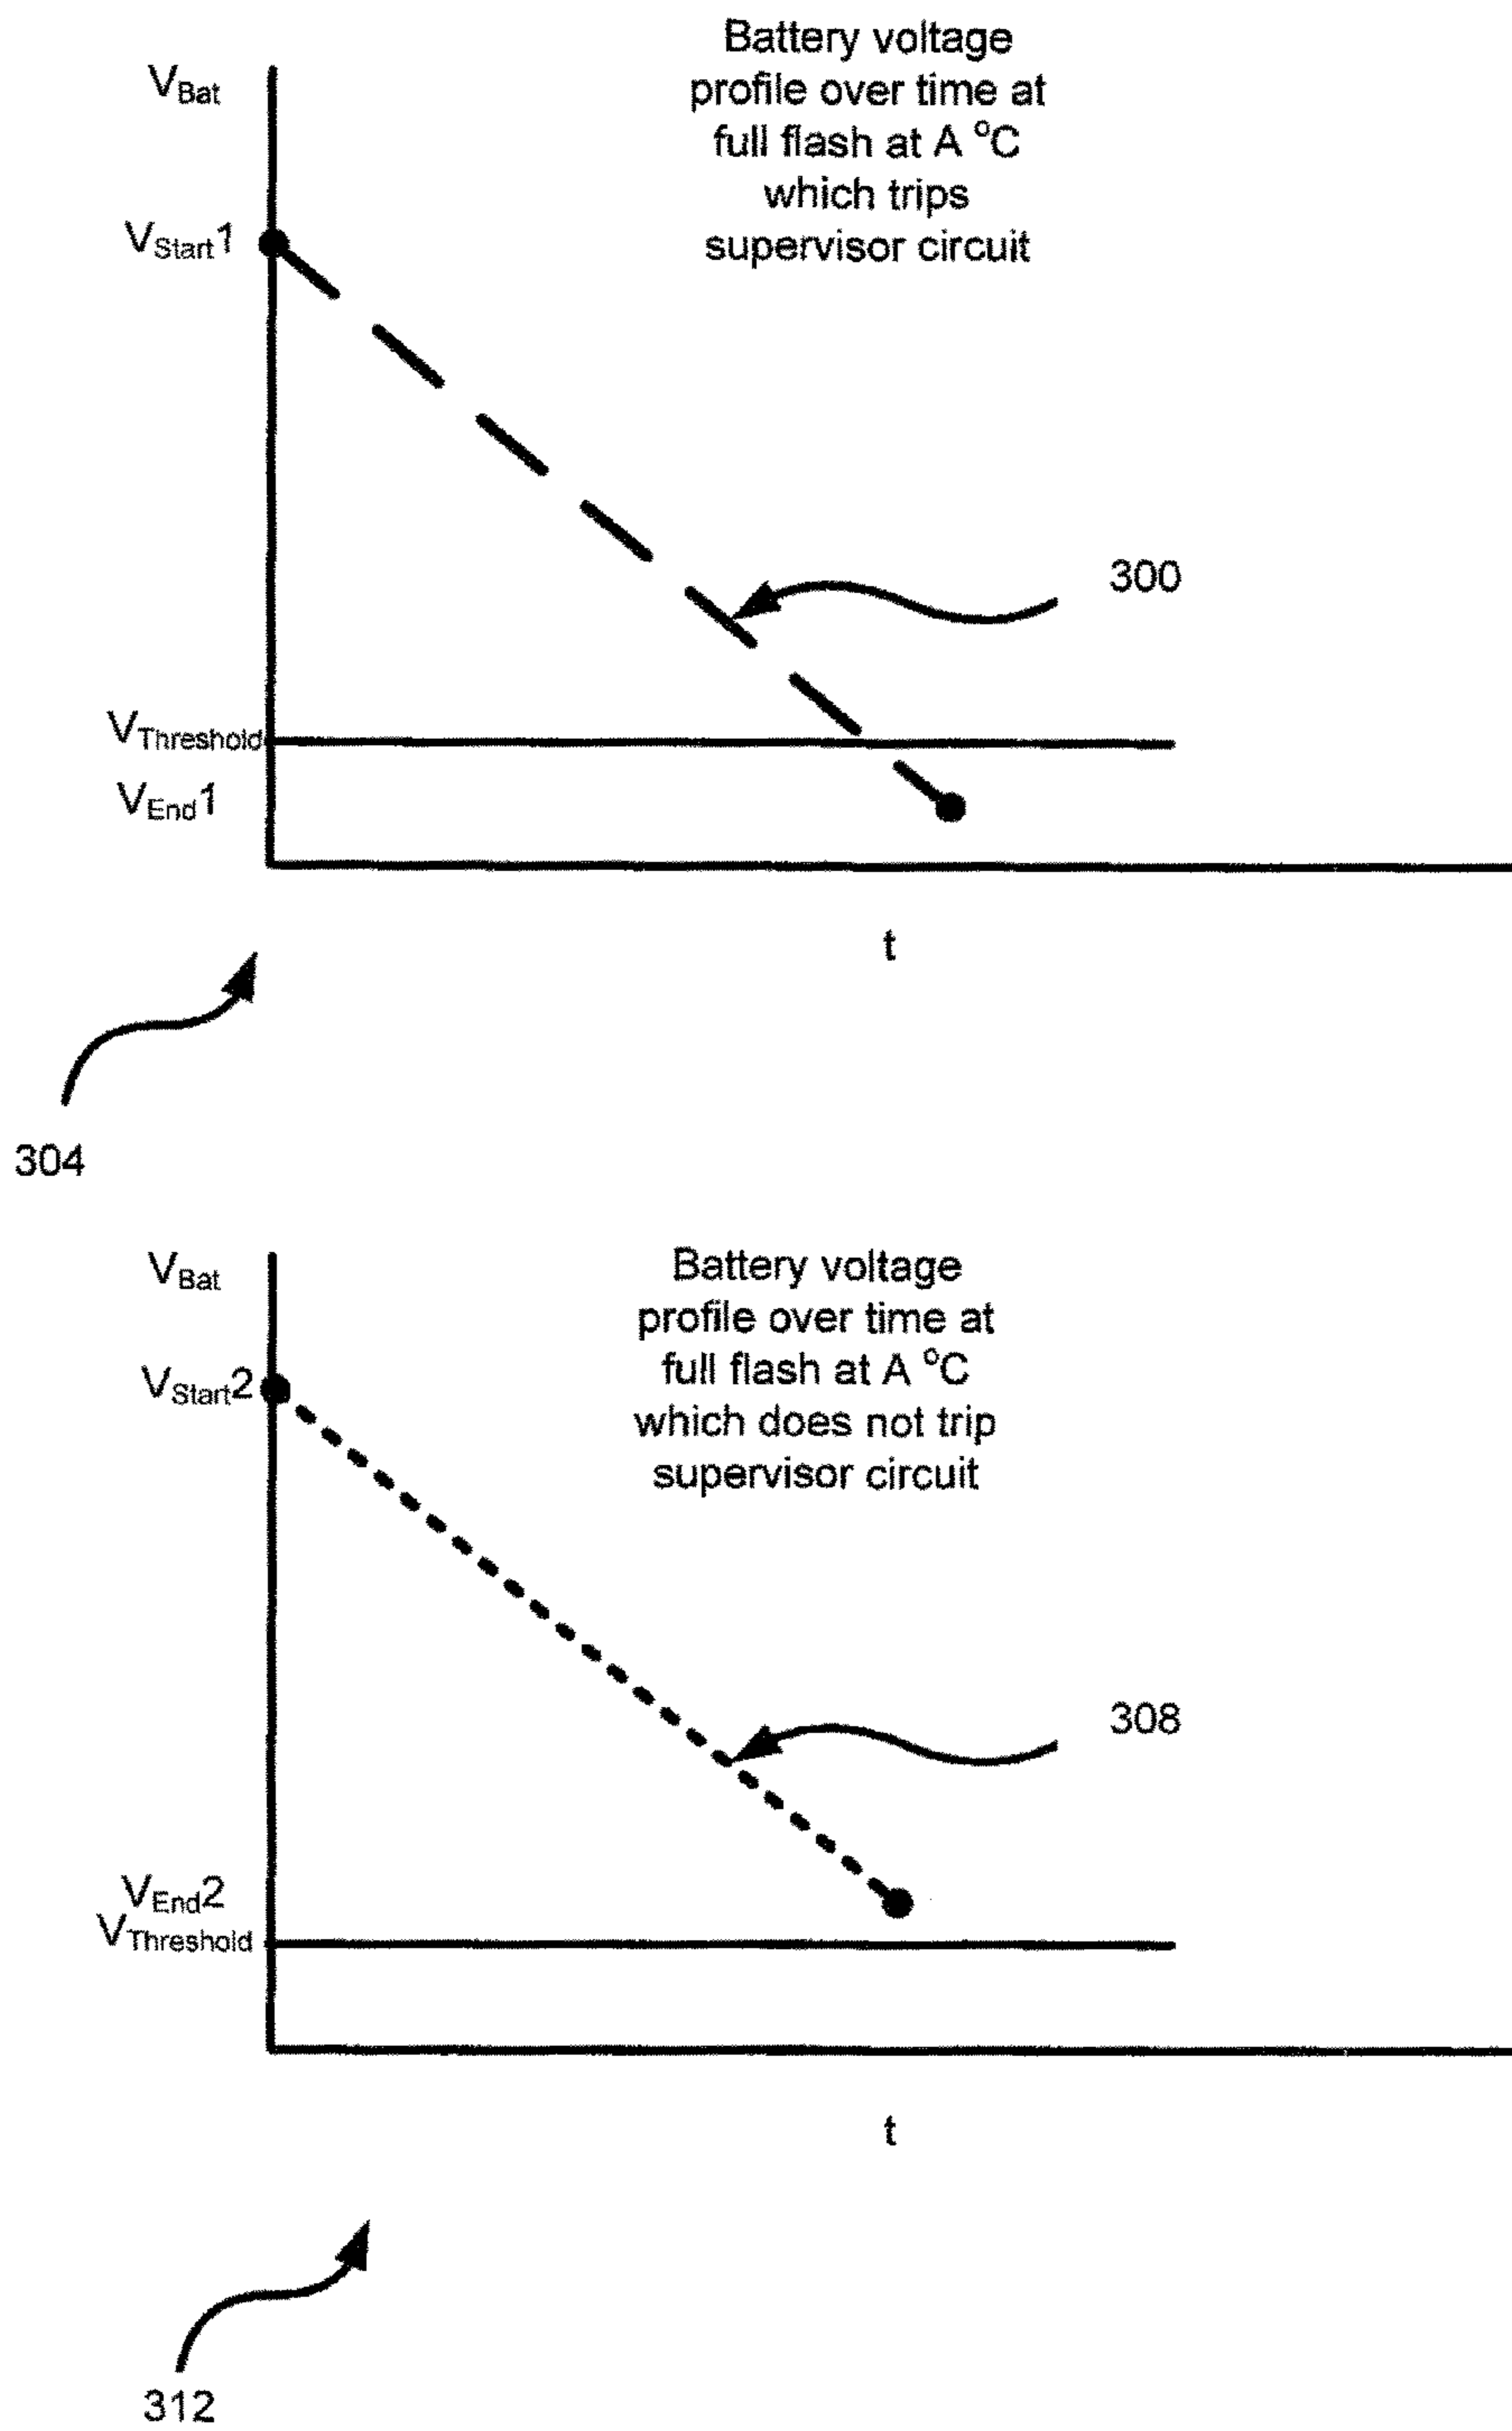 Battery voltage
profile over time at
full flash at A °C
which trips
supervisor circuit
VBat
VStart1
300
VThreshold
VEnd1
t
304
Battery voltage
profile over time at
full flash at A °C
which does not trip
supervisor circuit
VBat
VStart2
308
VEnd2
VThreshold
t
312